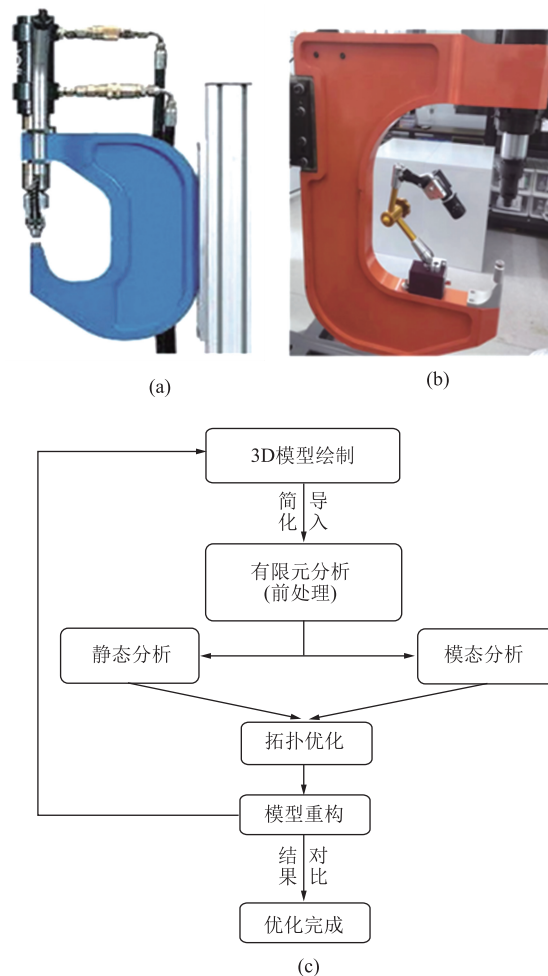 (a)
(b)
3D模型绘制
简化 导入
有限元分析
(前处理)
静态分析
模态分析
拓扑优化
模型重构
结果 对比
优化完成
(c)